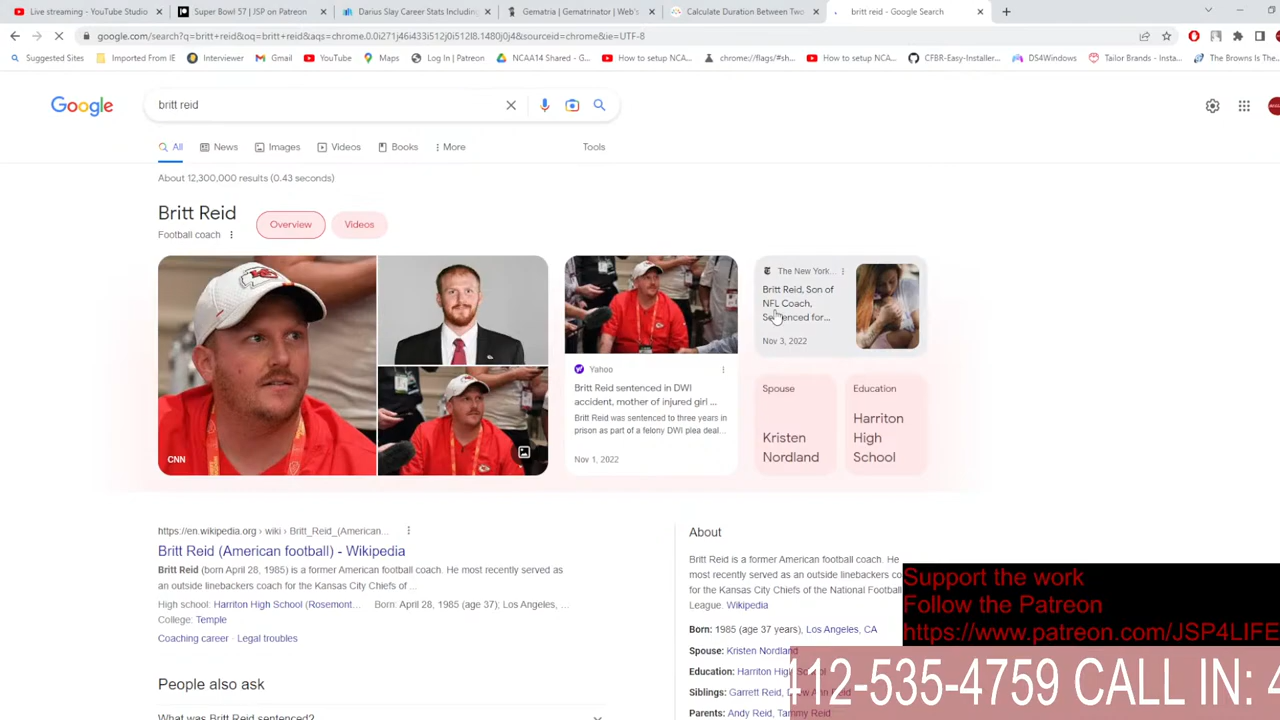 Live streaming - YouTube Studio
Super Bowl 57 | JSP on Patreon
Darius Slay Career Stats Including
Gematria | Gematrinator | Web's
Calculate Duration Between Two
britt reid - Google Search
google.com/search?q=britt+reid&oq=britt+reid&aqs=chrome.0.0i271j46i433i512j0i512l8.1480j0j4&sourceid=chrome&ie=UTF-8
Suggested Sites
Imported From IE
Interviewer
Gmail
YouTube
Maps
Log In | Patreon
NCAA14 Shared - G...
How to setup NCA...
chrome://flags/#sh...
How to setup NCA...
CFBR-Easy-Installer...
DS4Windows
Tailor Brands - Insta...
The Browns Is The...
Google
britt reid
All
News
Images
Videos
Books
More
Tools
About 12,300,000 results (0.43 seconds)
Britt Reid
Football coach
Overview
Videos
CNN
Yahoo
Britt Reid sentenced in DWI
accident, mother of injured girl ...
Britt Reid was sentenced to three years in
prison as part of a felony DWI plea deal...
Nov 1, 2022
The New York...
Britt Reid, Son of
NFL Coach,
Sentenced for...
Nov 3, 2022
Spouse
Kristen
Nordland
Education
Harriton
High
School
https://en.wikipedia.org › wiki › Britt_Reid_(American...
Britt Reid (American football) - Wikipedia
Britt Reid (born April 28, 1985) is a former American football coach. He most recently served as
an outside linebackers coach for the Kansas City Chiefs of ...
High school: Harriton High School (Rosemont... Born: April 28, 1985 (age 37); Los Angeles, ...
College: Temple
Coaching career · Legal troubles
People also ask
What was Britt Reid sentenced?
About
Britt Reid is a former American football coach. He
most recently served as an outside linebackers co
for the Kansas City Chiefs of the National Football
League. Wikipedia
Born: 1985 (age 37 years), Los Angeles, CA
Spouse: Kristen Nordland
Education: Harriton High School
Siblings: Garrett Reid, Drew Ann Reid
Parents: Andy Reid, Tammy Reid
Support the work
Follow the Patreon
https://www.patreon.com/JSP4LIFE
412-535-4759 CALL IN: 4